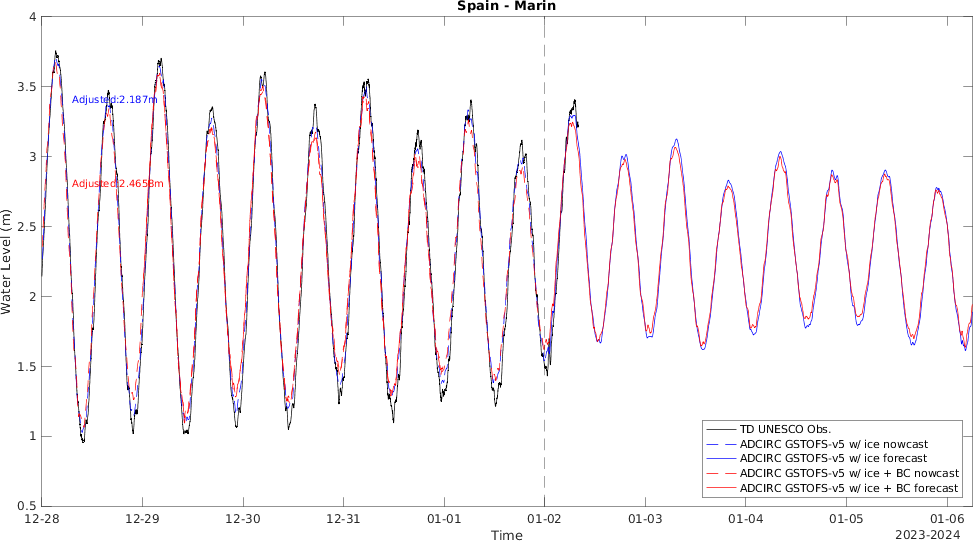 Spain - Marin
4
3.5
3
2.5
2
1.5
1
0.5
Water Level (m)
Adjusted:2.187m
Adjusted:2.4658m
TD UNESCO Obs.
ADCIRC GSTOFS-v5 w/ ice nowcast
ADCIRC GSTOFS-v5 w/ ice forecast
ADCIRC GSTOFS-v5 w/ ice + BC nowcast
ADCIRC GSTOFS-v5 w/ ice + BC forecast
12-28 12-29 12-30 12-31 01-01 01-02 01-03 01-04 01-05 01-06
Time
2023-2024